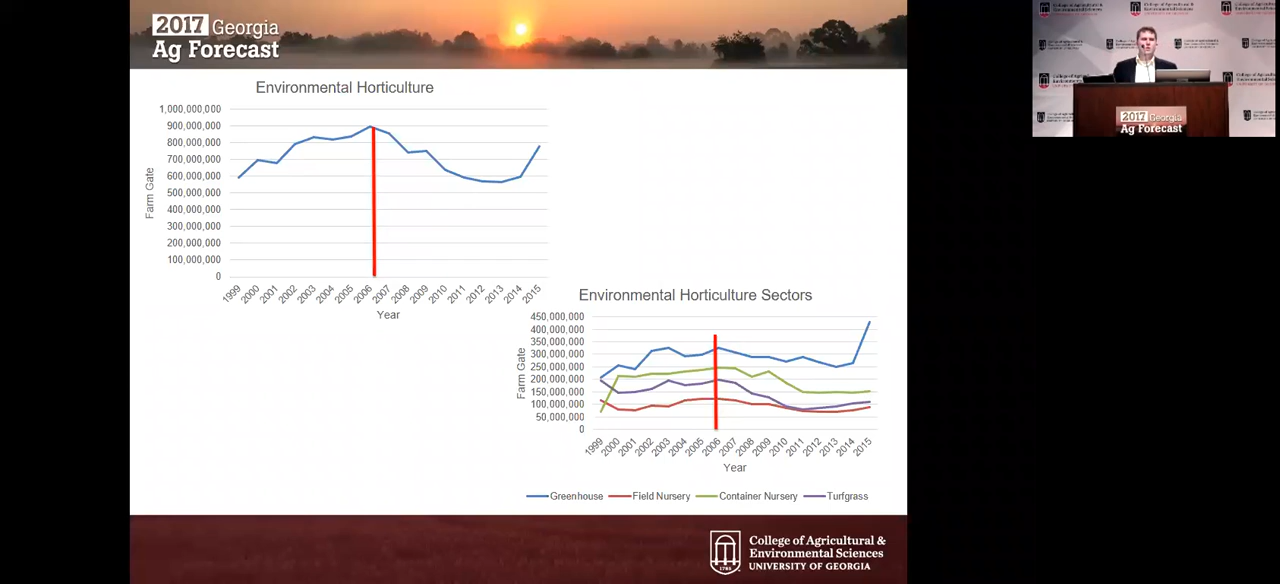 2017 Georgia
Ag Forecast
Environmental Horticulture
1,000,000,000
900,000,000
800,000,000
700,000,000
600,000,000
500,000,000
400,000,000
300,000,000
200,000,000
100,000,000
0
Farm Gate
1999 2000 2001 2002 2003 2004 2005 2006 2007 2008 2009 2010 2011 2012 2013 2014 2015
Year
Environmental Horticulture Sectors
450,000,000
400,000,000
350,000,000
300,000,000
250,000,000
200,000,000
150,000,000
100,000,000
50,000,000
0
Farm Gate
1999 2000 2001 2002 2003 2004 2005 2006 2007 2008 2009 2010 2011 2012 2013 2014 2015
Year
Greenhouse Field Nursery Container Nursery Turfgrass
1785
College of Agricultural &
Environmental Sciences
UNIVERSITY OF GEORGIA
2017 Georgia
Ag Forecast